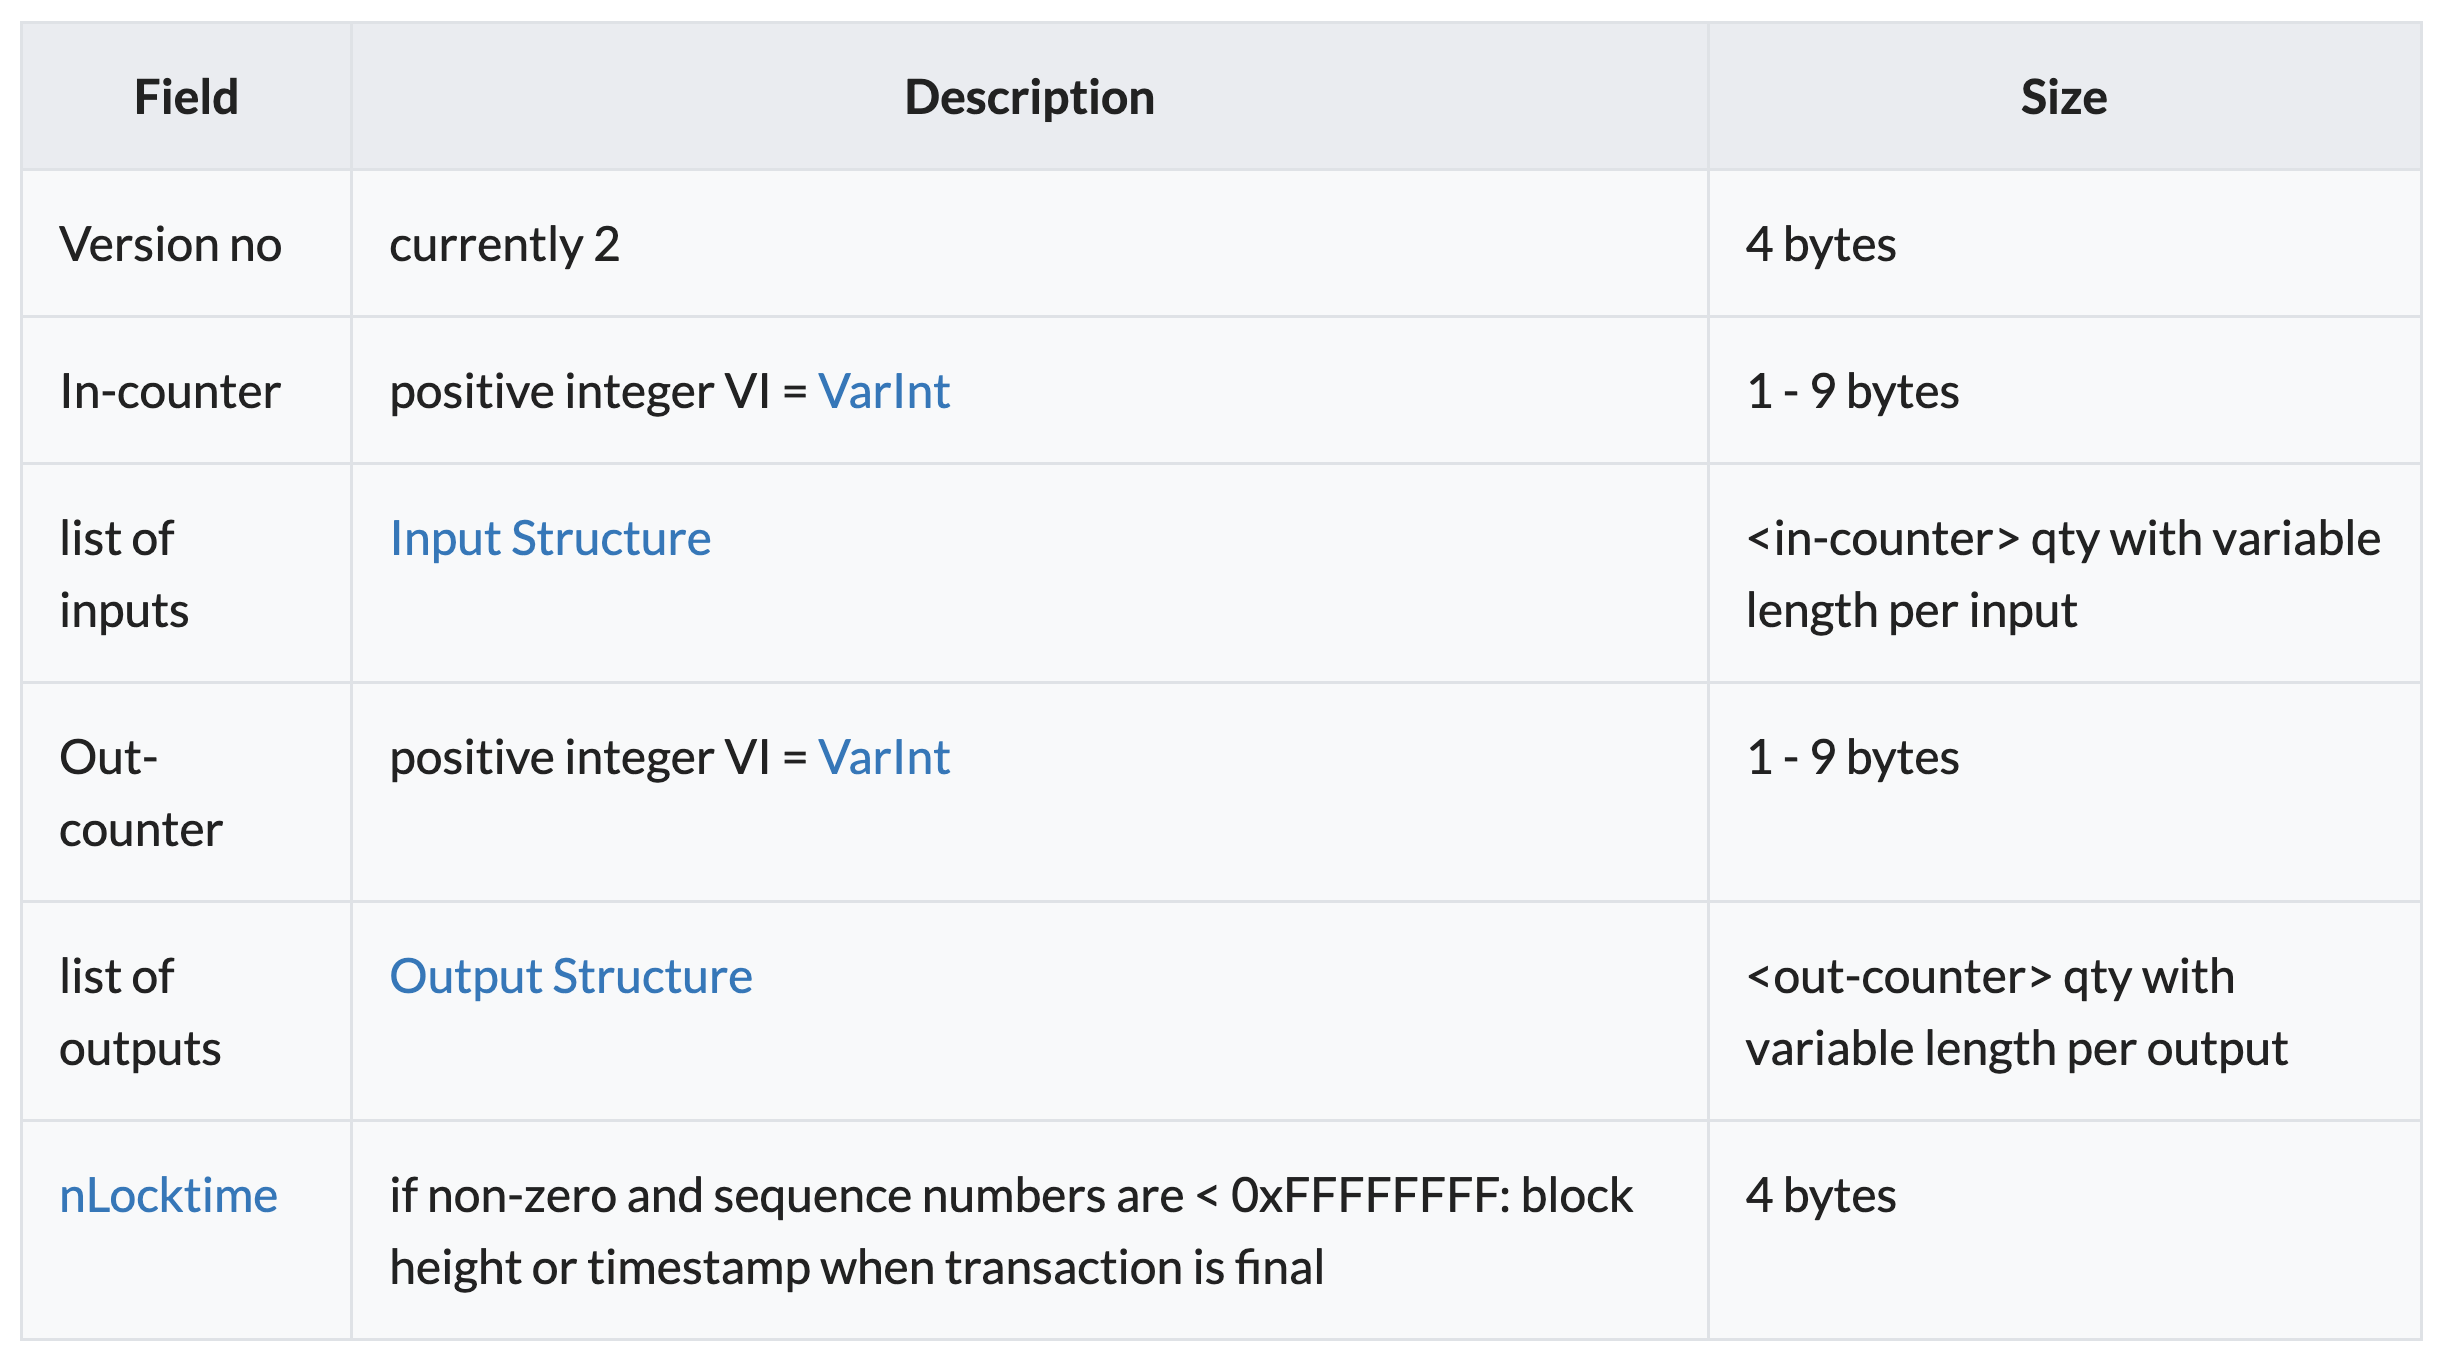 Field Description Size
Version no currently 2 4 bytes
In-counter positive integer VI = VarInt 1 - 9 bytes
list of
inputs
Input Structure
<in-counter> qty with variable
length per input
Out-
counter
positive integer VI = VarInt
1 - 9 bytes
list of
outputs
Output Structure
<out-counter> qty with
variable length per output
nLocktime
if non-zero and sequence numbers are < 0xFFFFFFFF: block
height or timestamp when transaction is final
4 bytes